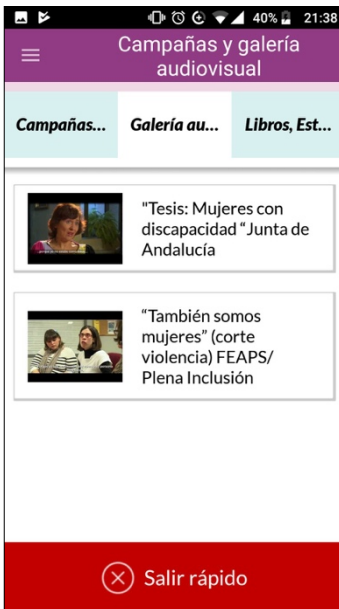 40% 21:38
Campañas y galería
audiovisual
Campañas... Galería au... Libros, Est...
"Tesis: Mujeres con
discapacidad “Junta de
Andalucía
“También somos
mujeres” (corte
violencia) FEAPS/
Plena Inclusión
Salir rápido